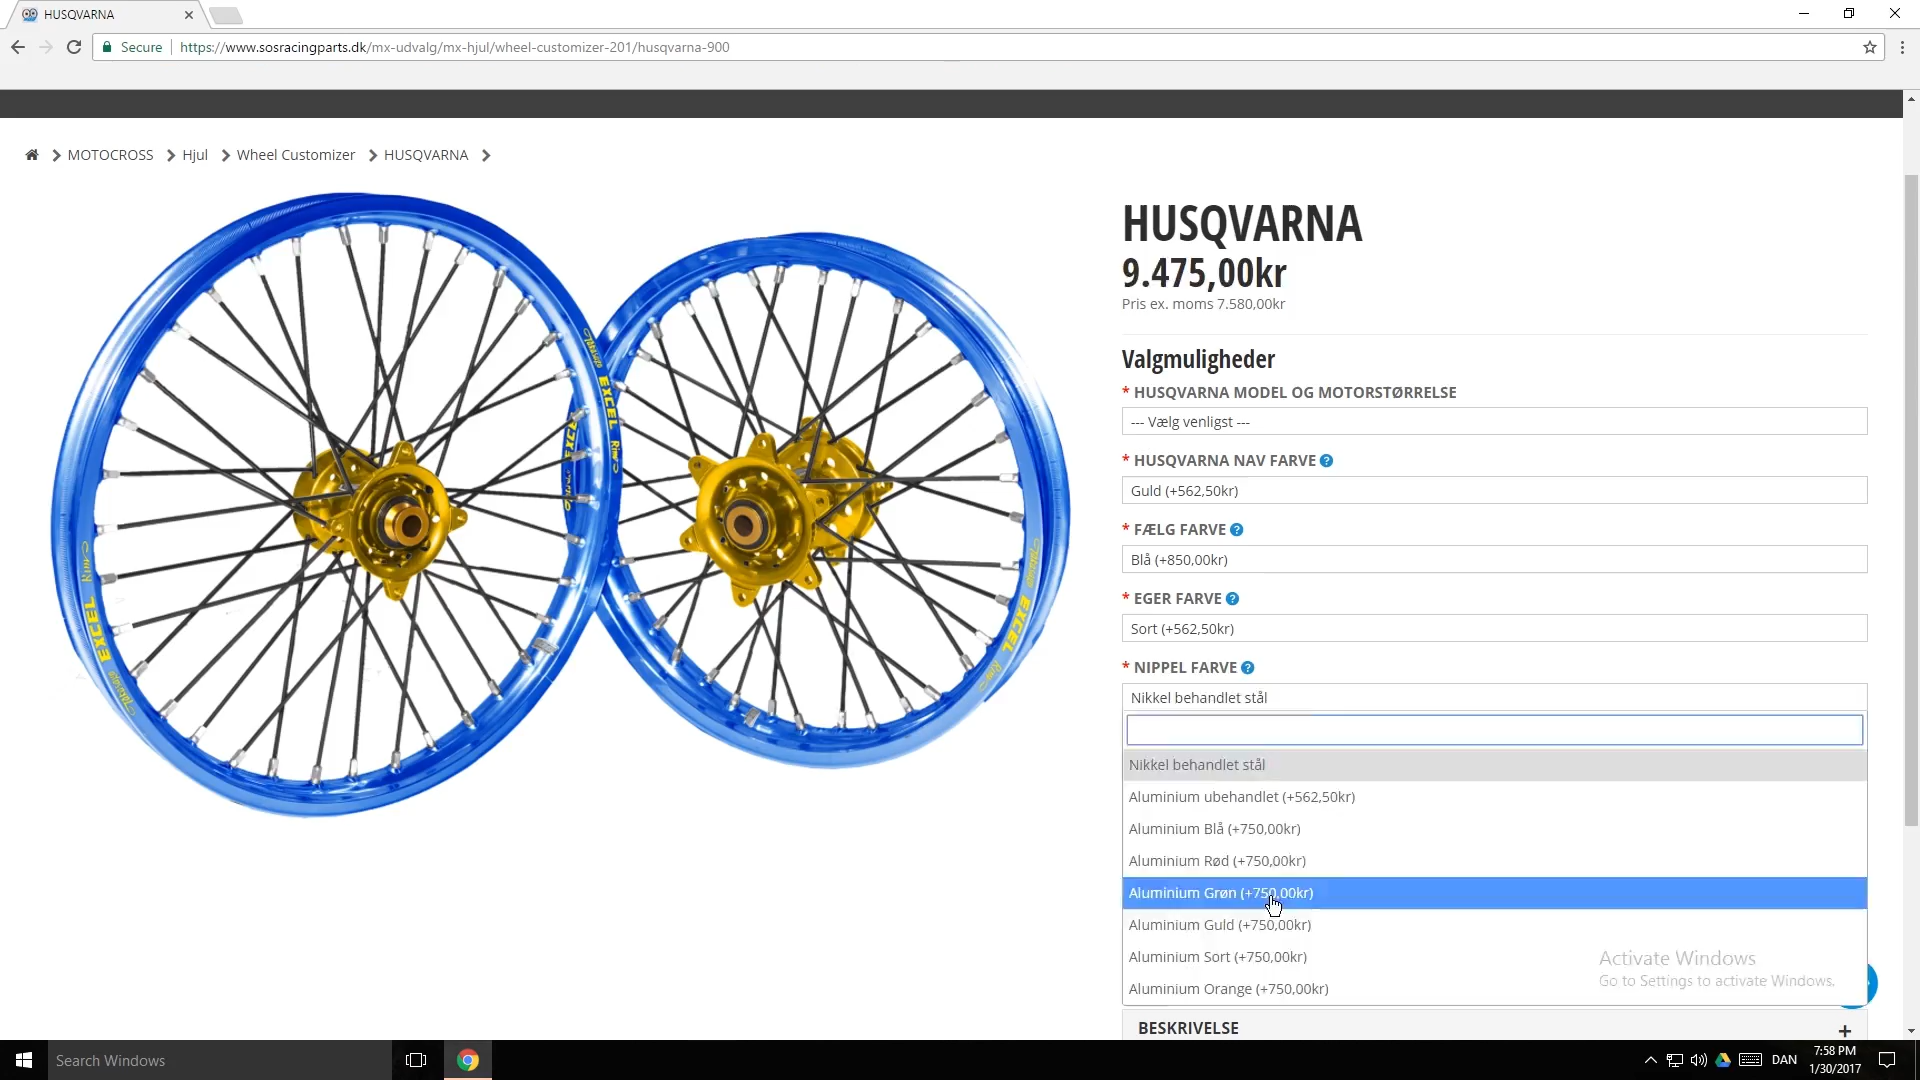 HUSQVARNA
Secure
https://www.sosracingparts.dk/mx-udvalg/mx-hjul/wheel-customizer-201/husqvarna-900
MOTOCROSS
Hjul
Wheel Customizer
HUSQVARNA
HUSQVARNA
9.475,00kr
Pris ex. moms 7.580,00kr
Valgmuligheder
* HUSQVARNA MODEL OG MOTORSTØRRELSE
--- Vælg venligst ---
* HUSQVARNA NAV FARVE ?
Guld (+562,50kr)
* FÆLG FARVE ?
Blå (+850,00kr)
* EGER FARVE ?
Sort (+562,50kr)
* NIPPEL FARVE ?
Nikkel behandlet stål
Nikkel behandlet stål
Aluminium ubehandlet (+562,50kr)
Aluminium Blå (+750,00kr)
Aluminium Rød (+750,00kr)
Aluminium Grøn (+750,00kr)
Aluminium Guld (+750,00kr)
Aluminium Sort (+750,00kr)
Aluminium Orange (+750,00kr)
BESKRIVELSE
+
EXCEL
EXCEL
EXCEL
Activate Windows
Go to Settings to activate Windows.
Search Windows
DAN
7:58 PM
1/30/2017